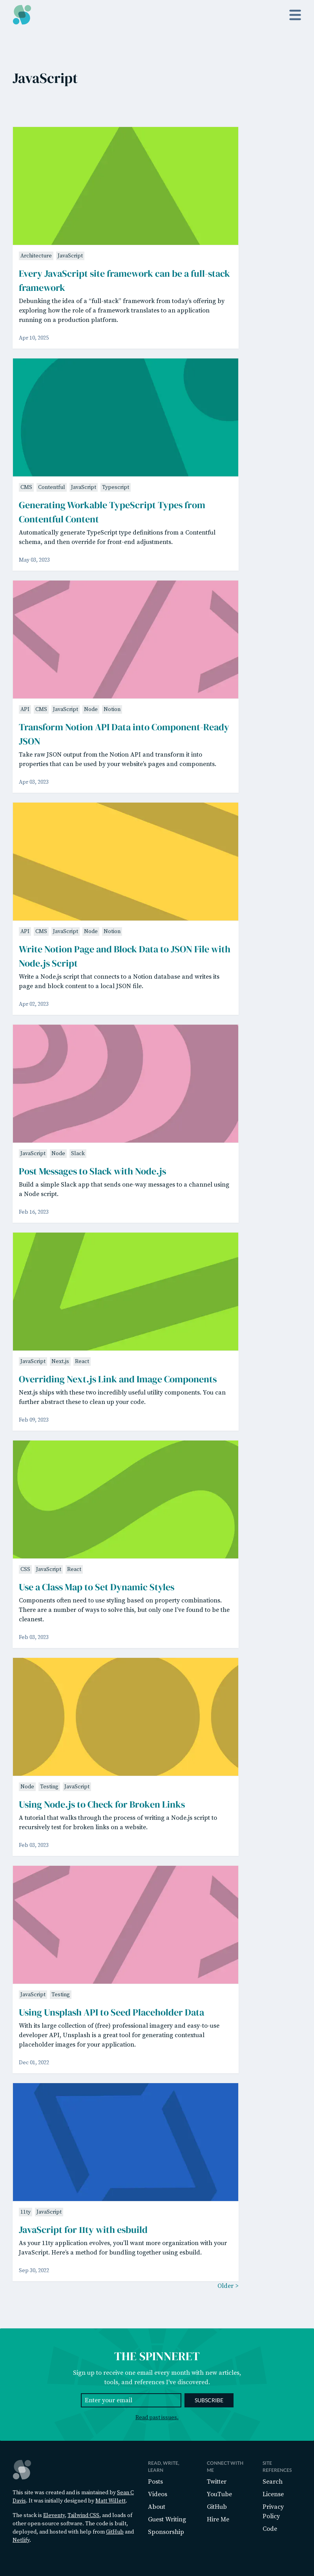 JavaScript
Architecture JavaScript
Every JavaScript site framework can be a full-stack
framework
Debunking the idea of a “full-stack” framework from today’s offering by
exploring how the role of a framework translates to an application
running on a production platform.
Apr 10, 2025
CMS Contentful JavaScript Typescript
Generating Workable TypeScript Types from
Contentful Content
Automatically generate TypeScript type definitions from a Contentful
schema, and then override for front-end adjustments.
May 03, 2023
API CMS JavaScript Node Notion
Transform Notion API Data into Component-Ready
JSON
Take raw JSON output from the Notion API and transform it into
properties that can be used by your website’s pages and components.
Apr 03, 2023
API CMS JavaScript Node Notion
Write Notion Page and Block Data to JSON File with
Node.js Script
Write a Node.js script that connects to a Notion database and writes its
page and block content to a local JSON file.
Apr 02, 2023
JavaScript Node Slack
Post Messages to Slack with Node.js
Build a simple Slack app that sends one-way messages to a channel using
a Node script.
Feb 14, 2023
JavaScript Next.js React
Overriding Next.js Link and Image Components
Next.js ships with these two incredibly useful utility components. You can
further abstract these to clean up your code.
Feb 09, 2023
CSS JavaScript React
Use a Class Map to Set Dynamic Styles
Components often need to use styling based on property combinations.
There are a number of ways to solve this, but only one I’ve found to be the
cleanest.
Feb 03, 2023
Node Testing JavaScript
Using Node.js to Check for Broken Links
A tutorial that walks through the process of writing a Node.js script to
recursively test for broken links on a website.
Feb 03, 2023
JavaScript Testing
Using Unsplash API to Seed Placeholder Data
With its large collection of (free) professional imagery and easy-to-use
developer API, Unsplash is a great tool for generating contextual
placeholder images for your application.
Dec 01, 2022
11ty JavaScript
JavaScript for 11ty with esbuild
As your 11ty application evolves, you’ll want more organization with your
JavaScript. Here’s a method for bundling together using esbuild.
Sep 30, 2022
Older >
THE SPINNERET
Sign up to receive one email every month with new articles,
tools, and references I’ve discovered.
Enter your email SUBSCRIBE
Read past issues.
This site was created and is maintained by Sean C
Davis. It was initially designed by Matt Willett.
The stack is Eleventy, Tailwind CSS, and loads of
other open source software. The code is built,
deployed, and hosted with help from GitHub and
Netlify.
READ, WRITE,
LEARN
Posts
Videos
About
Guest Writing
Sponsorship
CONNECT WITH
ME
Twitter
YouTube
GitHub
Hire Me
SITE
REFERENCES
Search
License
Privacy
Policy
Code